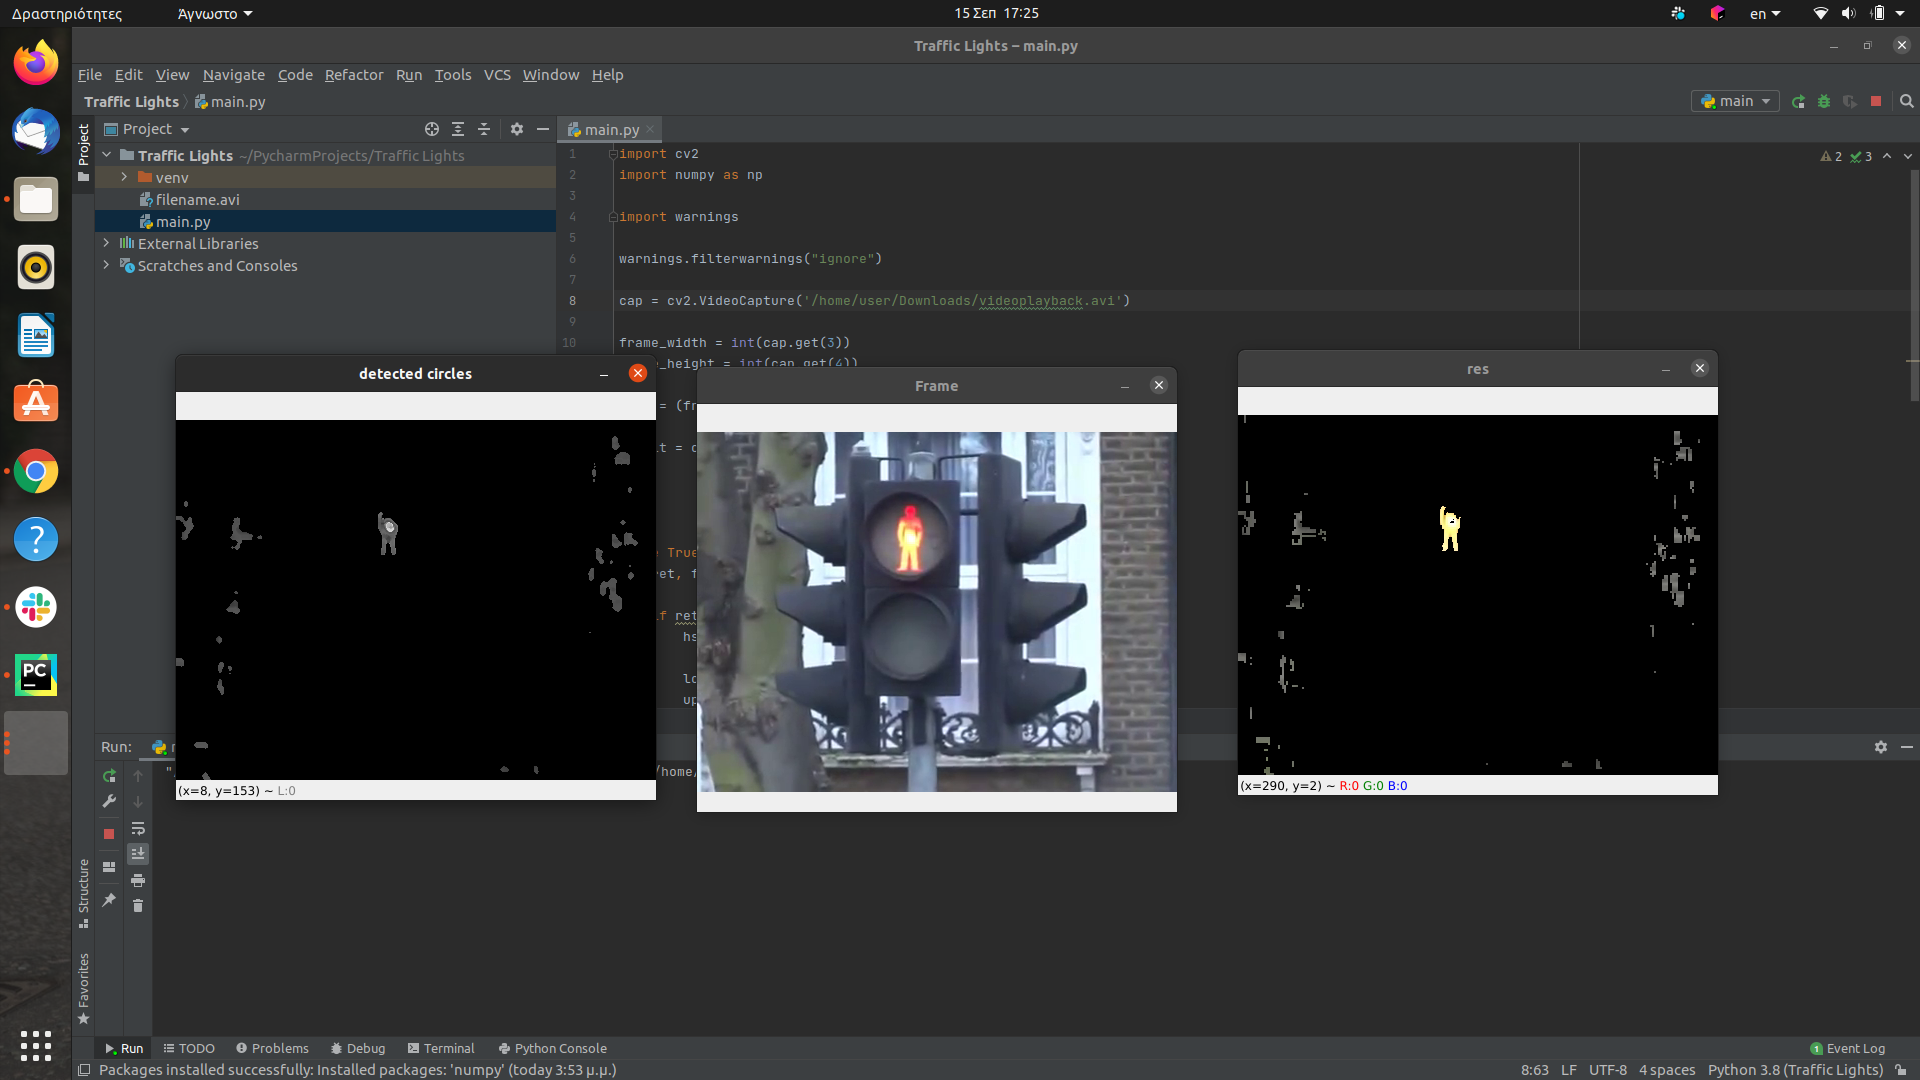 Δραστηριότητες Άγνωστο 15 Σεπ 17:25 en
Traffic Lights – main.py
File Edit View Navigate Code Refactor Run Tools VCS Window Help
Traffic Lights main.py main
Project main.py
Project
1 import cv2
2 3
Traffic Lights ~/PycharmProjects/Traffic Lights
2 import numpy as np
venv
3
filename.avi
4 import warnings
main.py
5
External Libraries
6 warnings.filterwarnings("ignore")
Scratches and Consoles
7
8 cap = cv2.VideoCapture('/home/user/Downloads/videoplayback.avi')
9
10 frame_width = int(cap.get(3))
_height = int(cap.get(4))
detected circles
Frame
res
= (fr
t = c
True
ret, f
f ret
hs
lo
up
Run:
/home/
(x=8, y=153) ~ L:0
(x=290, y=2) ~ R:0 G:0 B:0
PC
Structure
Favorites
Run TODO Problems Debug Terminal Python Console 1 Event Log
Packages installed successfully: Installed packages: 'numpy' (today 3:53 μ.μ.) 8:63 LF UTF-8 4 spaces Python 3.8 (Traffic Lights)